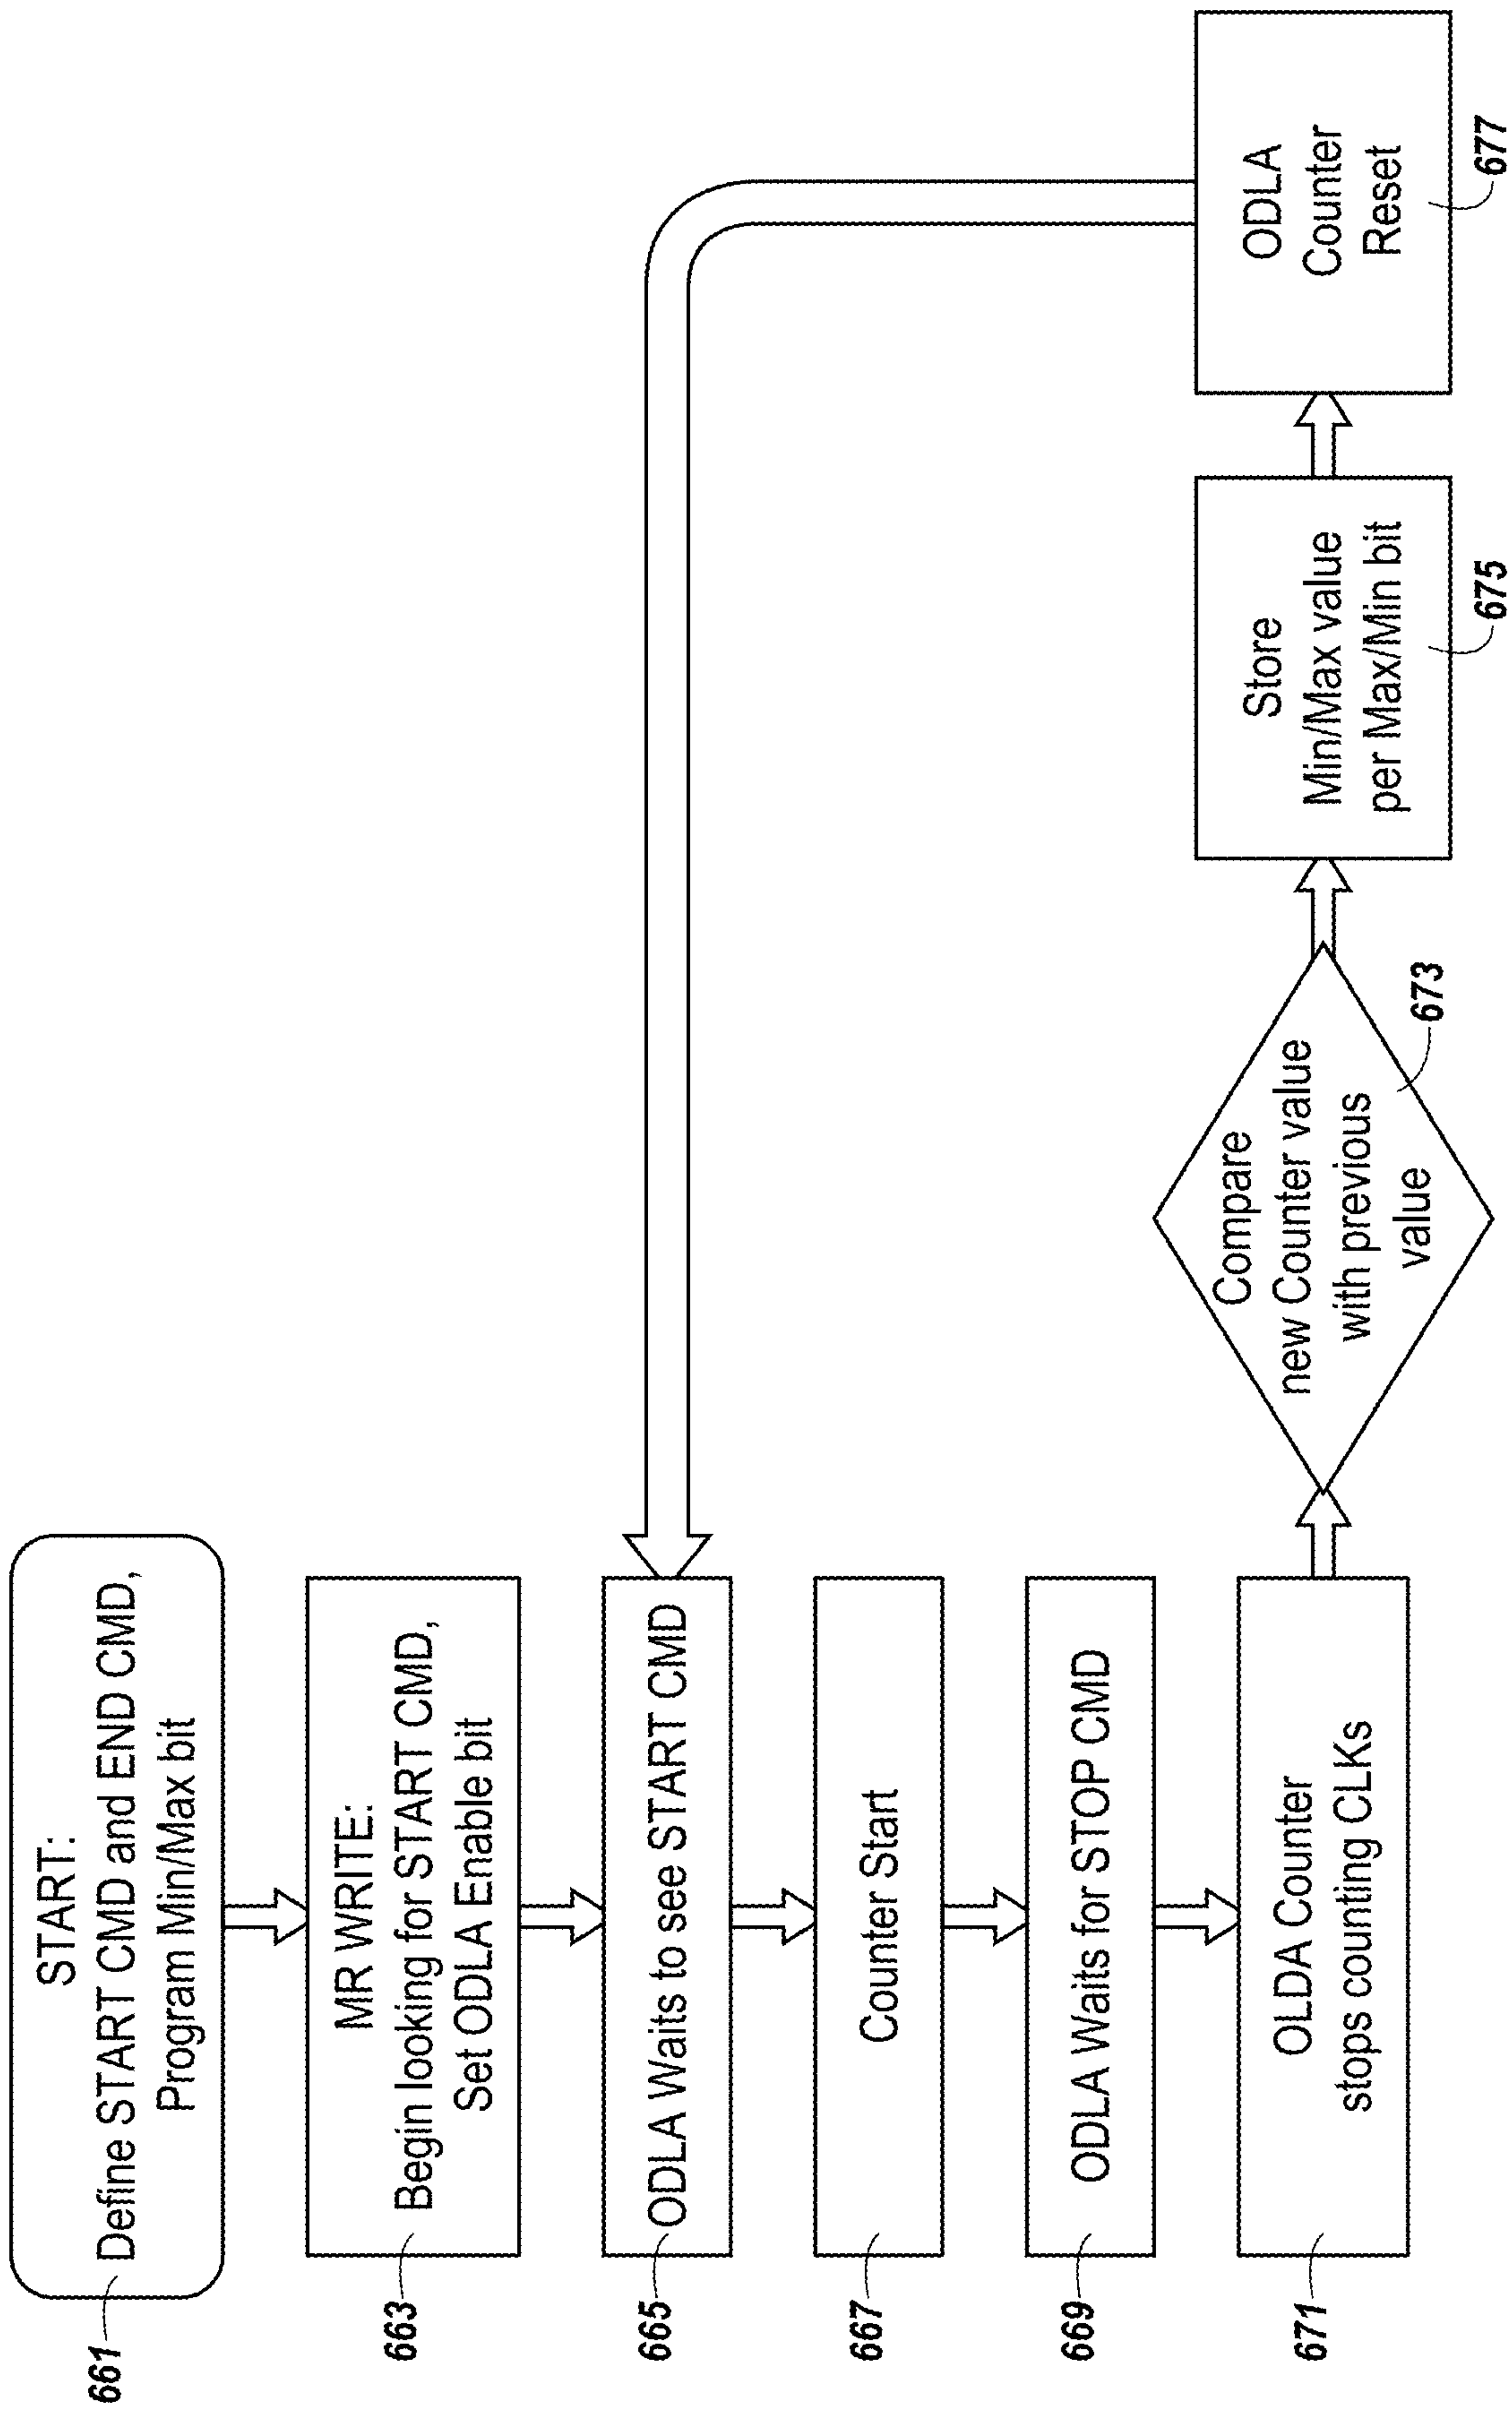 START:
Define START CMD and END CMD,
Program Min/Max bit
661
MR WRITE:
Begin looking for START CMD,
Set ODLA Enable bit
663
ODLA Waits to see START CMD
665
Counter Start
667
ODLA Waits for STOP CMD
669
OLDA Counter
stops counting CLKs
671
Compare
new Counter value
with previous
value
673
Store
Min/Max value
per Max/Min bit
675
ODLA
Counter
Reset
677